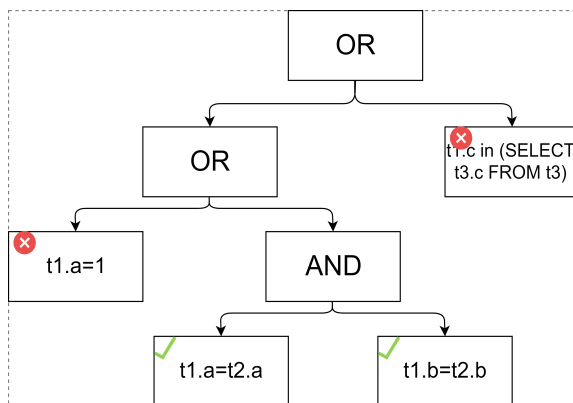 OR
OR
t1.c in (SELECT
t3.c FROM t3)
t1.a=1
AND
t1.a=t2.a
t1.b=t2.b